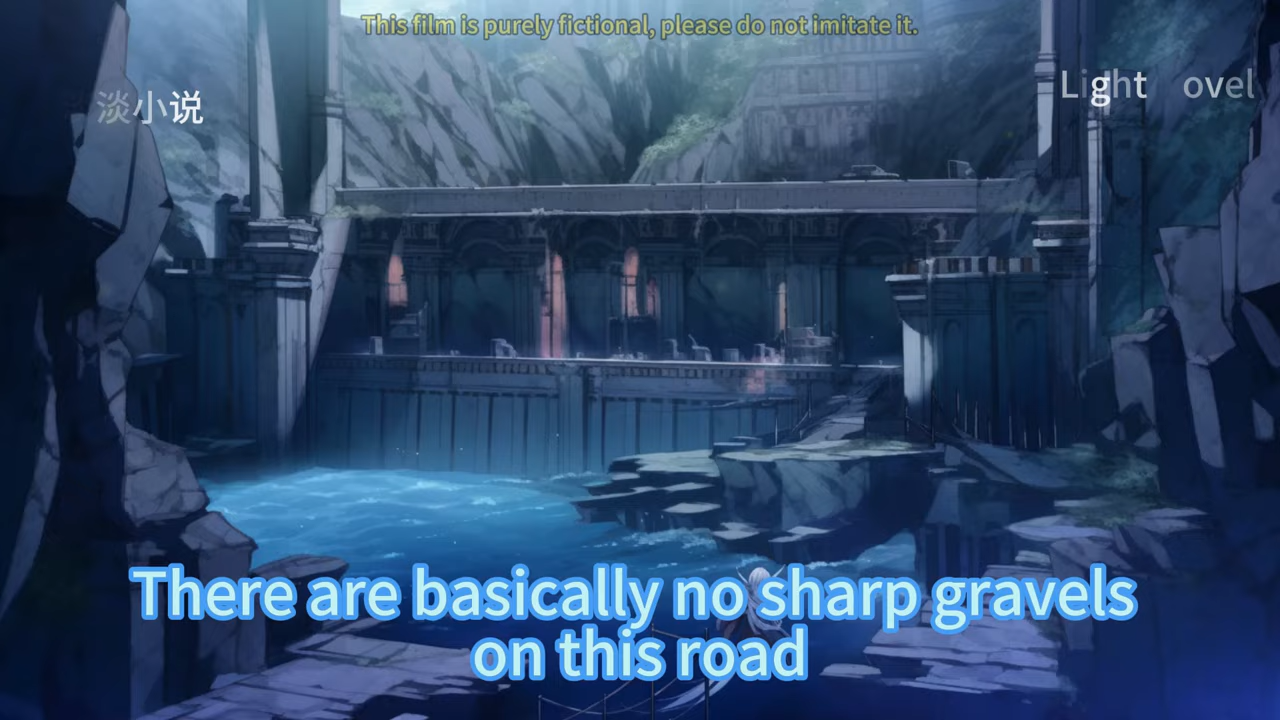 This film is purely fictional, please do not imitate it.
淡小说
Light ovel
There are basically no sharp gravels
on this road